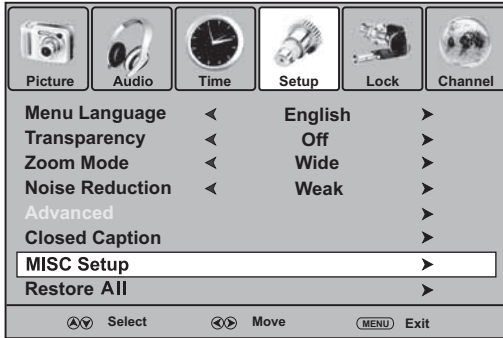 Picture Audio Time Setup Lock Channel
Menu Language English
Transparency Off
Zoom Mode Wide
Noise Reduction Weak
Advanced
Closed Caption
MISC Setup
Restore All
Select Move MENU Exit